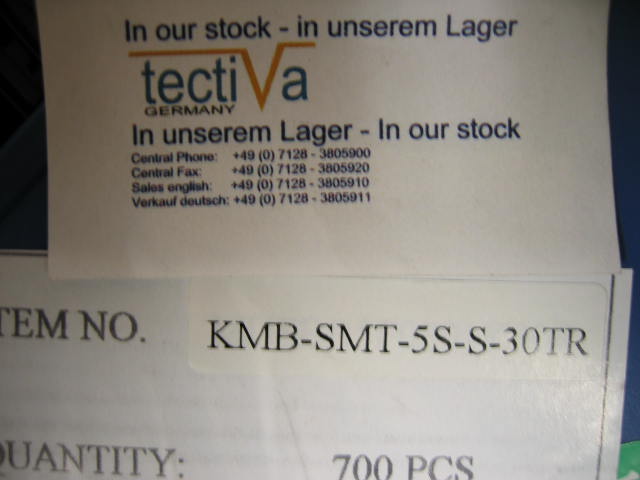 In our stock - in unserem Lager
tectiVa
GERMANY
In unserem Lager - In our stock
Central Phone: +49 (0) 7128 - 3805900
Central Fax: +49 (0) 7128 - 3805920
Sales english: +49 (0) 7128 - 3805910
Verkauf deutsch: +49 (0) 7128 - 3805911
TEM NO. KMB-SMT-5S-S-30TR
QUANTITY: 700 PCS